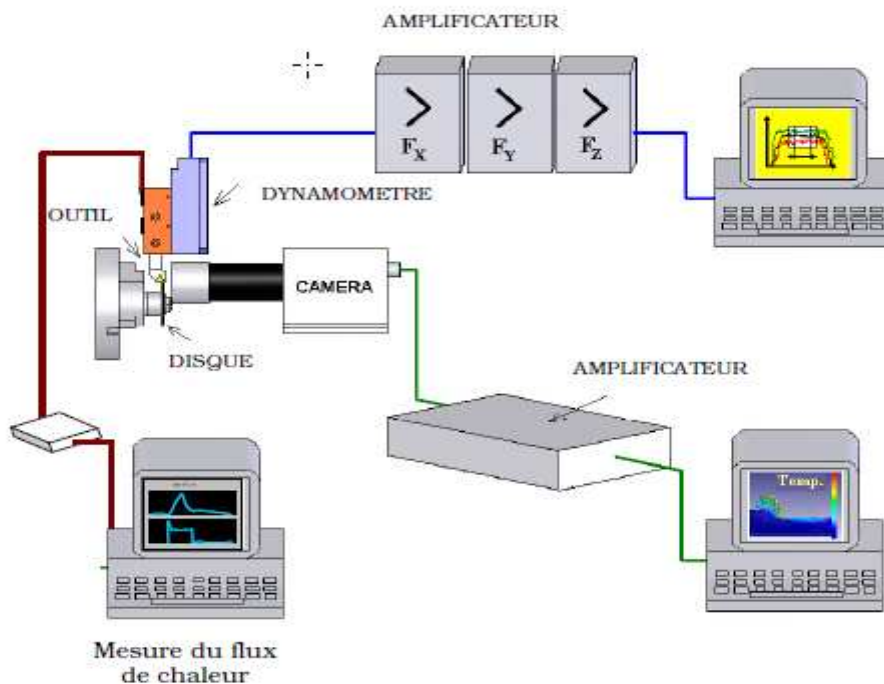 AMPLIFICATEUR
F_X
F_Y
F_Z
DYNAMOMETRE
OUTIL
CAMERA
DISQUE
AMPLIFICATEUR
Temp.
Mesure du flux
de chaleur